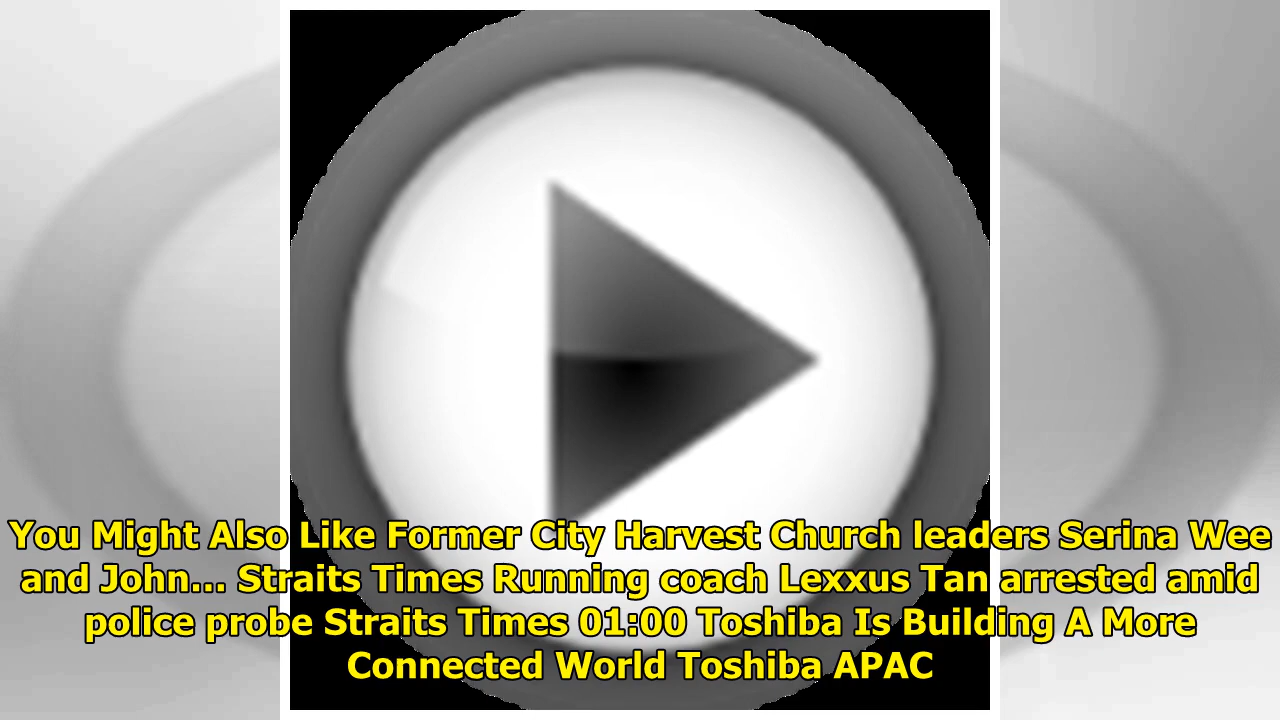 You Might Also Like Former City Harvest Church leaders Serina Wee
and John... Straits Times Running coach Lexxus Tan arrested amid
police probe Straits Times 01:00 Toshiba Is Building A More
Connected World Toshiba APAC